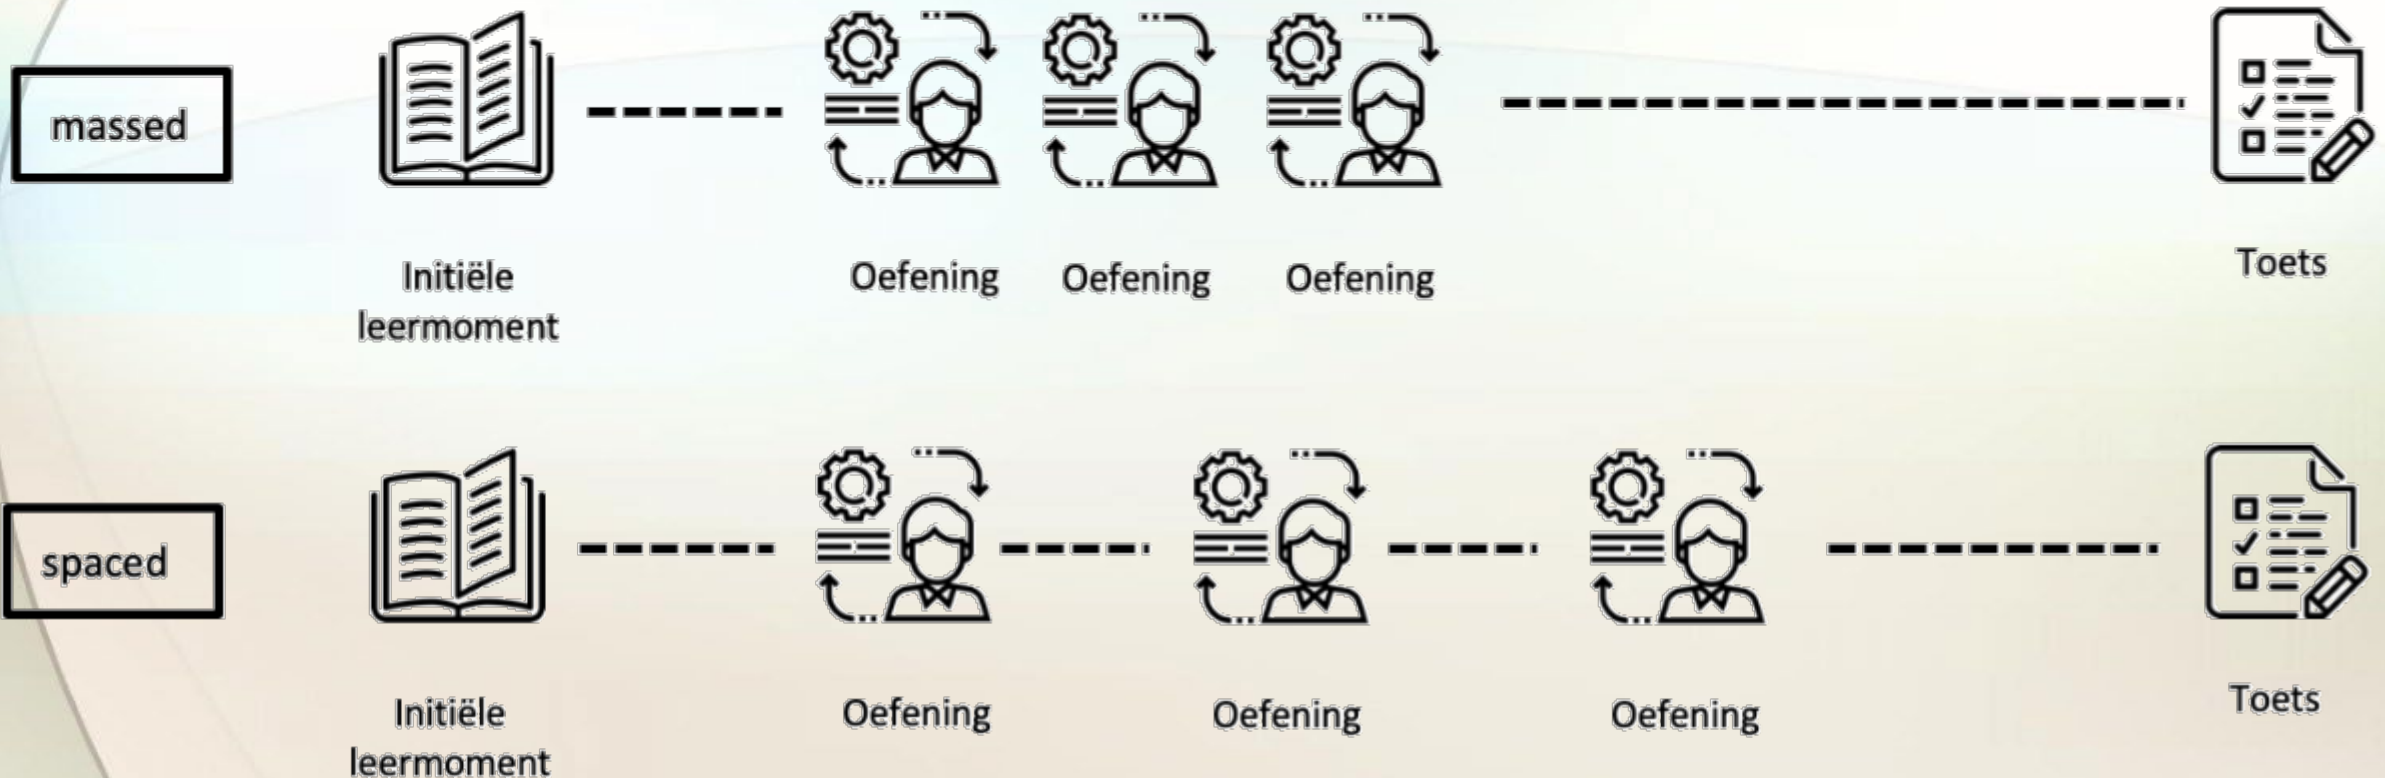 massed
Initiële
leermoment
Oefening
Oefening
Oefening
Toets
spaced
Initiële
leermoment
Oefening
Oefening
Oefening
Toets